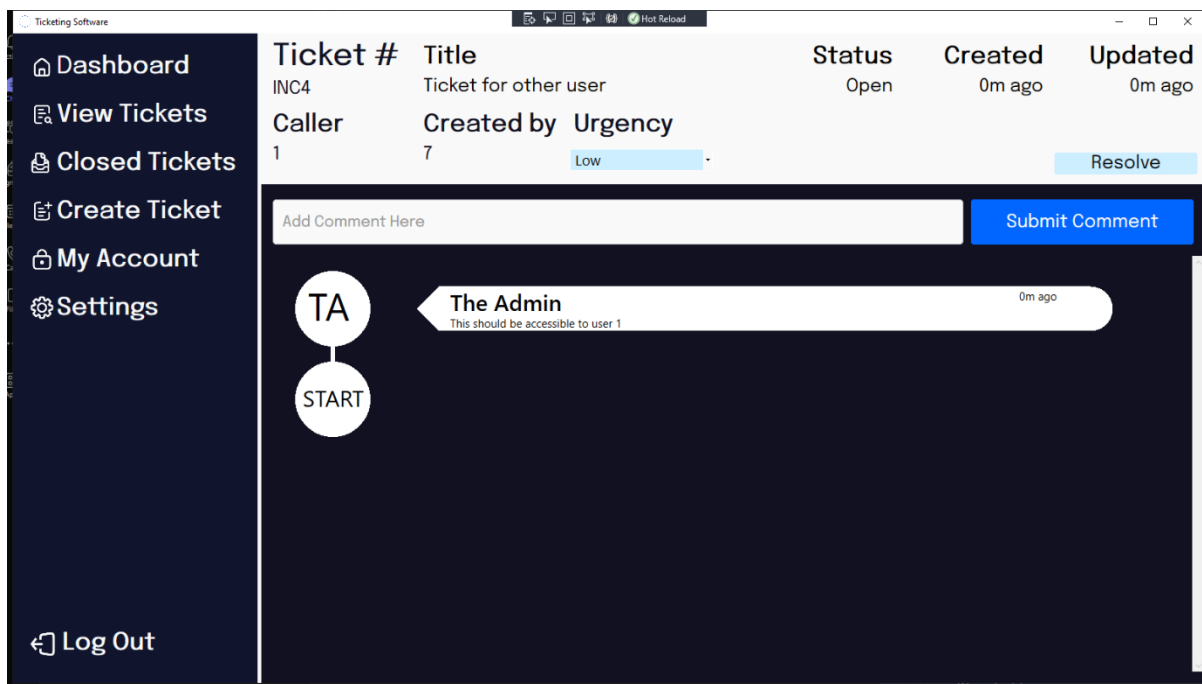 Ticketing Software
Hot Reload
Dashboard
View Tickets
Closed Tickets
Create Ticket
My Account
Settings
Log Out
Ticket # Title Status Created Updated
INC4 Ticket for other user Open 0m ago 0m ago
Caller Created by Urgency
1 7 Low
Resolve
Add Comment Here Submit Comment
TA The Admin 0m ago
This should be accessible to user 1
START